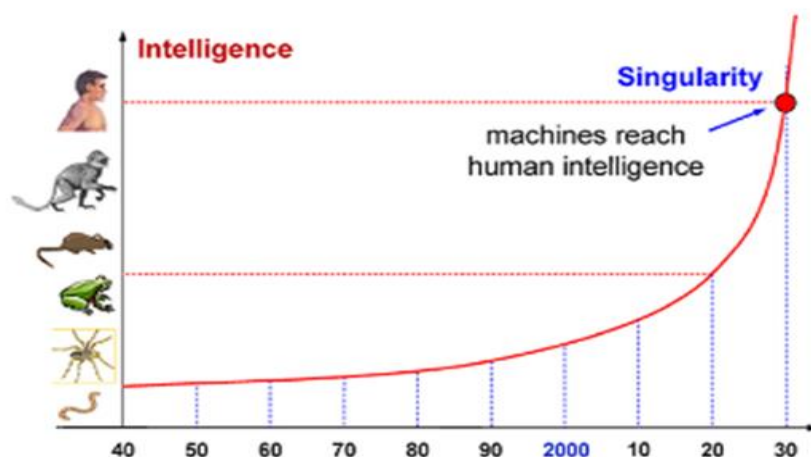 Intelligence
Singularity
machines reach
human intelligence
40 50 60 70 80 90 2000 10 20 30